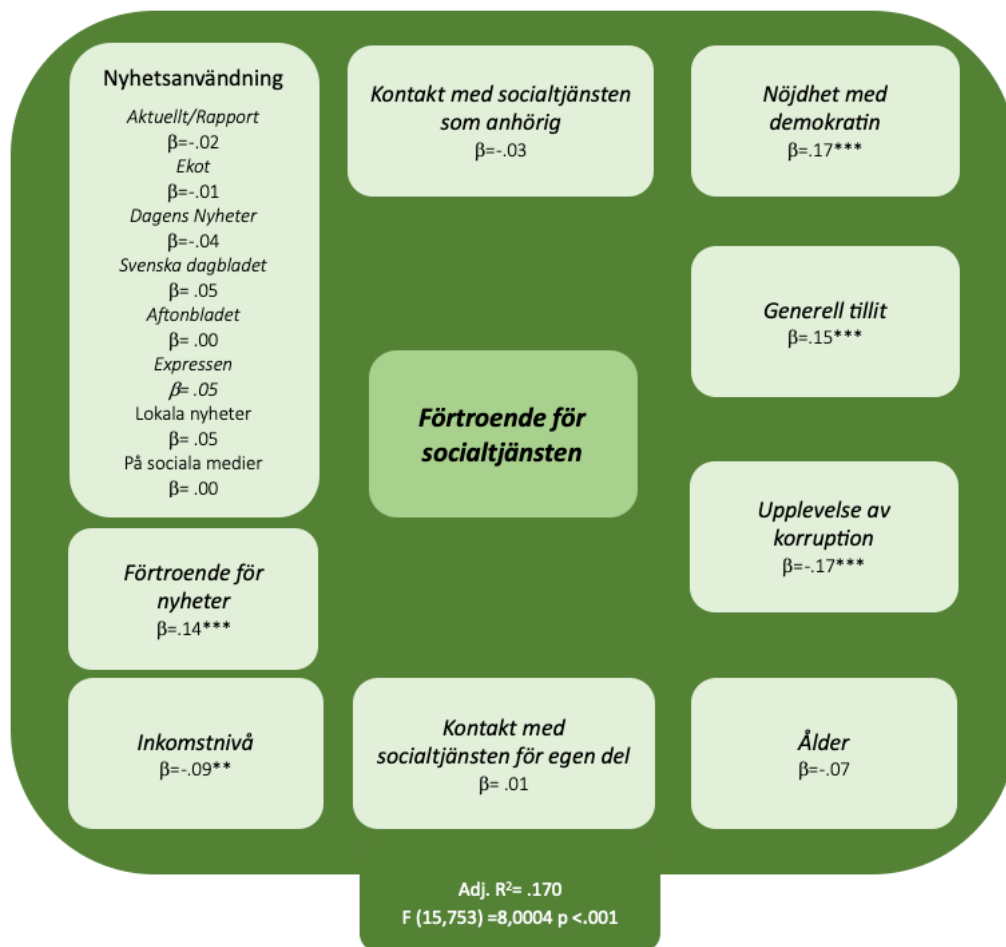 Nyhetsanvändning
Aktuellt/Rapport
β=-.02
Ekot
β=-.01
Dagens Nyheter
β=-.04
Svenska dagbladet
β= .05
Aftonbladet
β= .00
Expressen
β= .05
Lokala nyheter
β= .05
På sociala medier
β= .00
Kontakt med socialtjänsten
som anhörig
β=-.03
Nöjdhet med
demokratin
β=.17***
Generell tillit
β=.15***
Förtroende för
socialtjänsten
Upplevelse av
korruption
β=-.17***
Förtroende för
nyheter
β=.14***
Inkomstnivå
β=-.09**
Kontakt med
socialtjänsten för egen del
β= .01
Ålder
β=-.07
Adj. R²= .170
F (15,753) =8,0004 p <.001